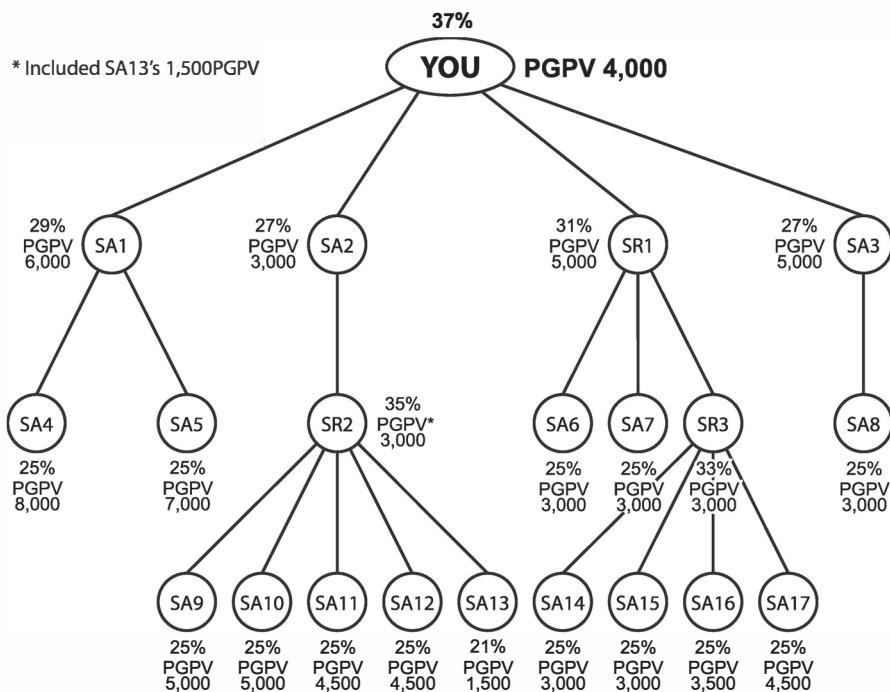 37%
* Included SA13's 1,500PGPV
YOU
PGPV 4,000
29%
PGPV
6,000
SA1
27%
PGPV
3,000
SA2
31%
PGPV
5,000
SR1
27%
PGPV
5,000
SA3
SA4
SA5
SR2
35%
PGPV*
3,000
SA6
SA7
SR3
SA8
25%
PGPV
8,000
25%
PGPV
7,000
25%
PGPV
3,000
25%
PGPV
3,000
33%
PGPV
3,000
25%
PGPV
3,000
SA9
SA10
SA11
SA12
SA13
SA14
SA15
SA16
SA17
25%
PGPV
5,000
25%
PGPV
5,000
25%
PGPV
4,500
25%
PGPV
4,500
21%
PGPV
1,500
25%
PGPV
3,000
25%
PGPV
3,000
25%
PGPV
3,500
25%
PGPV
4,500